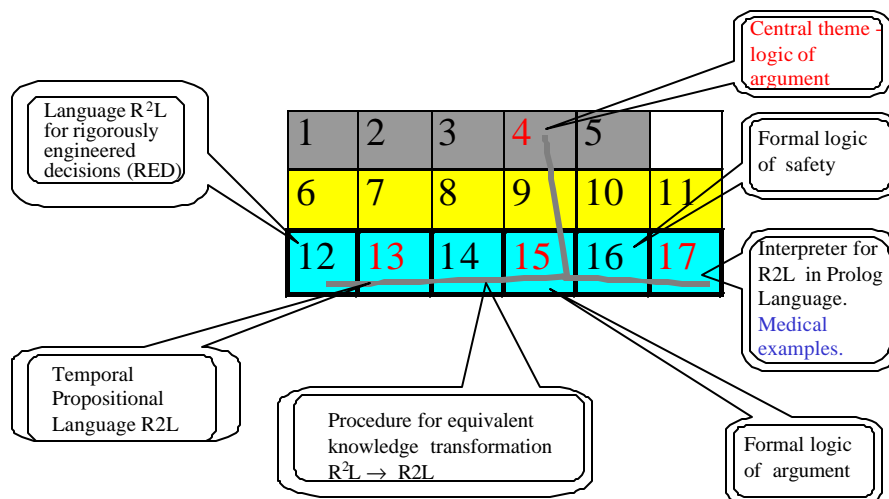 Central theme -
logic of
argument
Language R²L
for rigorously
engineered
decisions (RED)
1 2 3 4 5
Formal logic
of safety
6 7 8 9 10 11
12 13 14 15 16 17
Interpreter for
R2L in Prolog
Language.
Medical
examples.
Temporal
Propositional
Language R2L
Procedure for equivalent
knowledge transformation
R²L → R2L
Formal logic
of argument